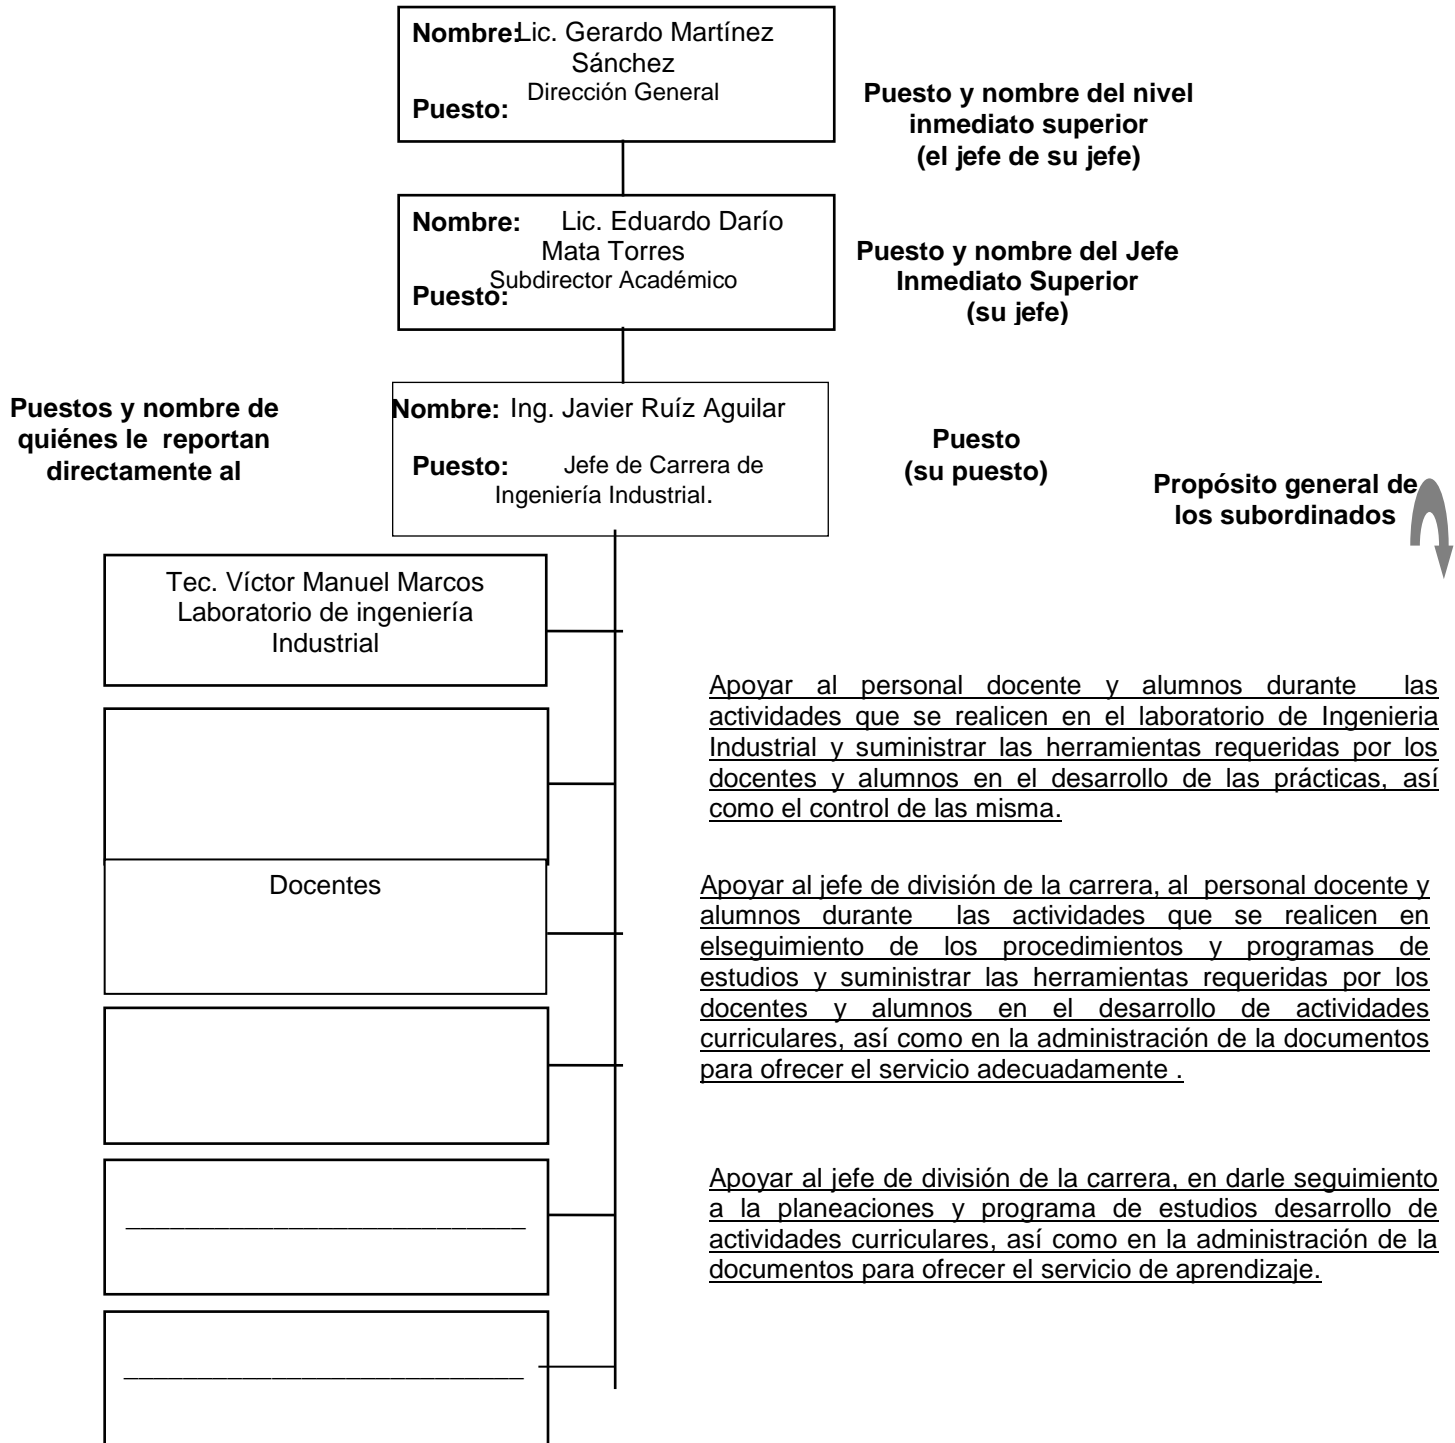 Nombre: Lic. Gerardo Martínez
Sánchez
Dirección General
Puesto:
Puesto y nombre del nivel
inmediato superior
(el jefe de su jefe)
Nombre: Lic. Eduardo Darío
Mata Torres
Subdirector Académico
Puesto:
Puesto y nombre del Jefe
Inmediato Superior
(su jefe)
Puestos y nombre de
quiénes le reportan
directamente al
Nombre: Ing. Javier Ruíz Aguilar
Puesto: Jefe de Carrera de
Ingeniería Industrial.
Puesto
(su puesto)
Propósito general de
los subordinados
Tec. Víctor Manuel Marcos
Laboratorio de ingeniería
Industrial
Apoyar al personal docente y alumnos durante las
actividades que se realicen en el laboratorio de Ingenieria
Industrial y suministrar las herramientas requeridas por los
docentes y alumnos en el desarrollo de las prácticas, así
como el control de las misma.
Docentes
Apoyar al jefe de división de la carrera, al personal docente y
alumnos durante las actividades que se realicen en
elseguimiento de los procedimientos y programas de
estudios y suministrar las herramientas requeridas por los
docentes y alumnos en el desarrollo de actividades
curriculares, así como en la administración de la documentos
para ofrecer el servicio adecuadamente .
Apoyar al jefe de división de la carrera, en darle seguimiento
a la planeaciones y programa de estudios desarrollo de
actividades curriculares, así como en la administración de la
documentos para ofrecer el servicio de aprendizaje.